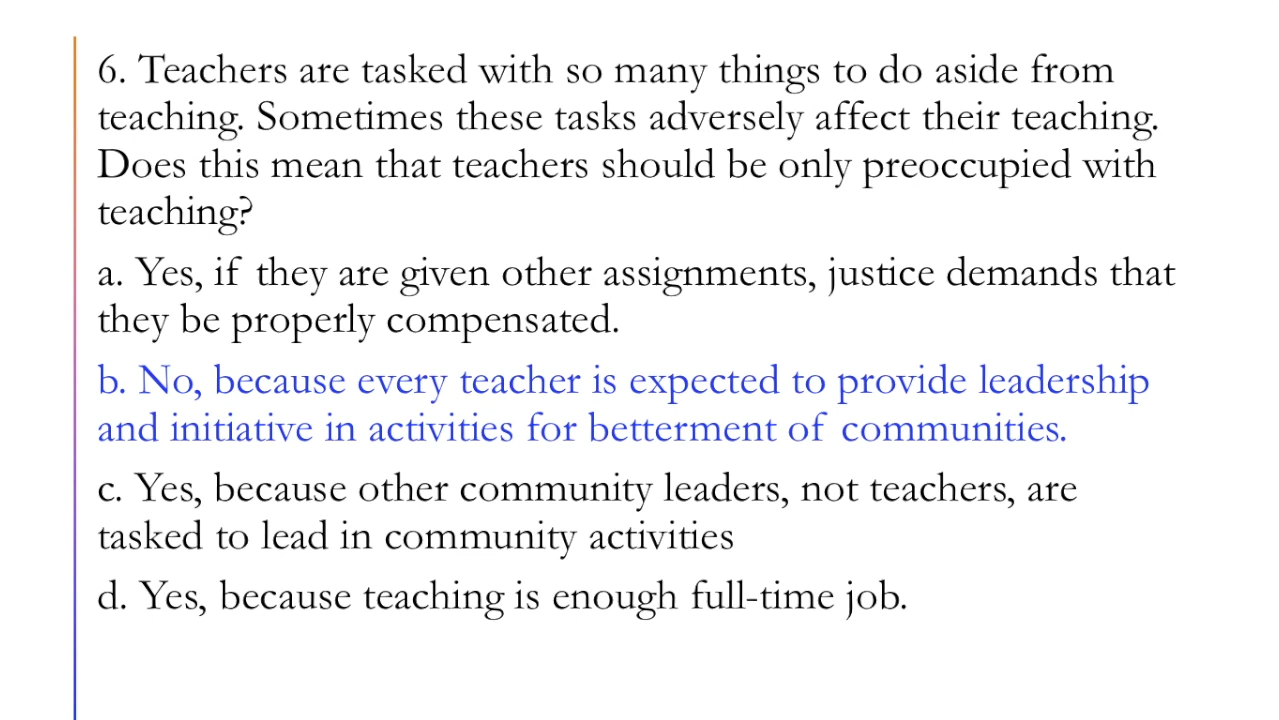 6. Teachers are tasked with so many things to do aside from
teaching. Sometimes these tasks adversely affect their teaching.
Does this mean that teachers should be only preoccupied with
teaching?
a. Yes, if they are given other assignments, justice demands that
they be properly compensated.
b. No, because every teacher is expected to provide leadership
and initiative in activities for betterment of communities.
c. Yes, because other community leaders, not teachers, are
tasked to lead in community activities
d. Yes, because teaching is enough full-time job.